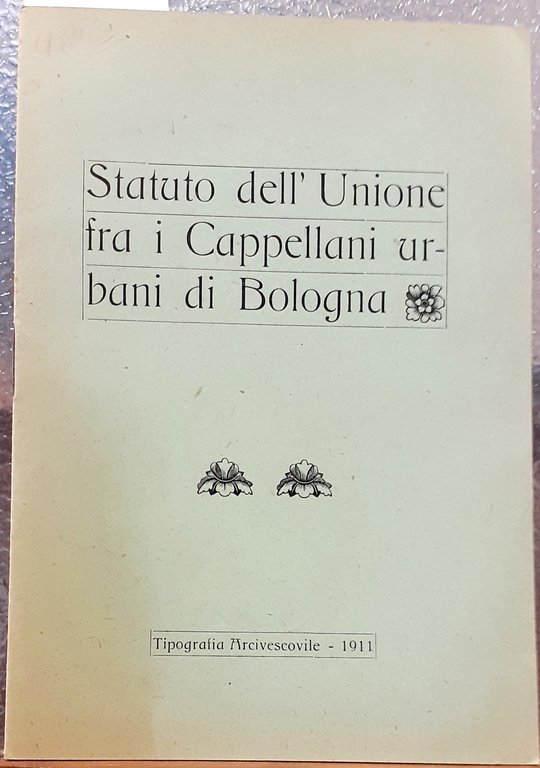 Statuto dell' Unione
fra i Cappellani ur-
bani di Bologna
Tipografia Arcivescovile - 1911